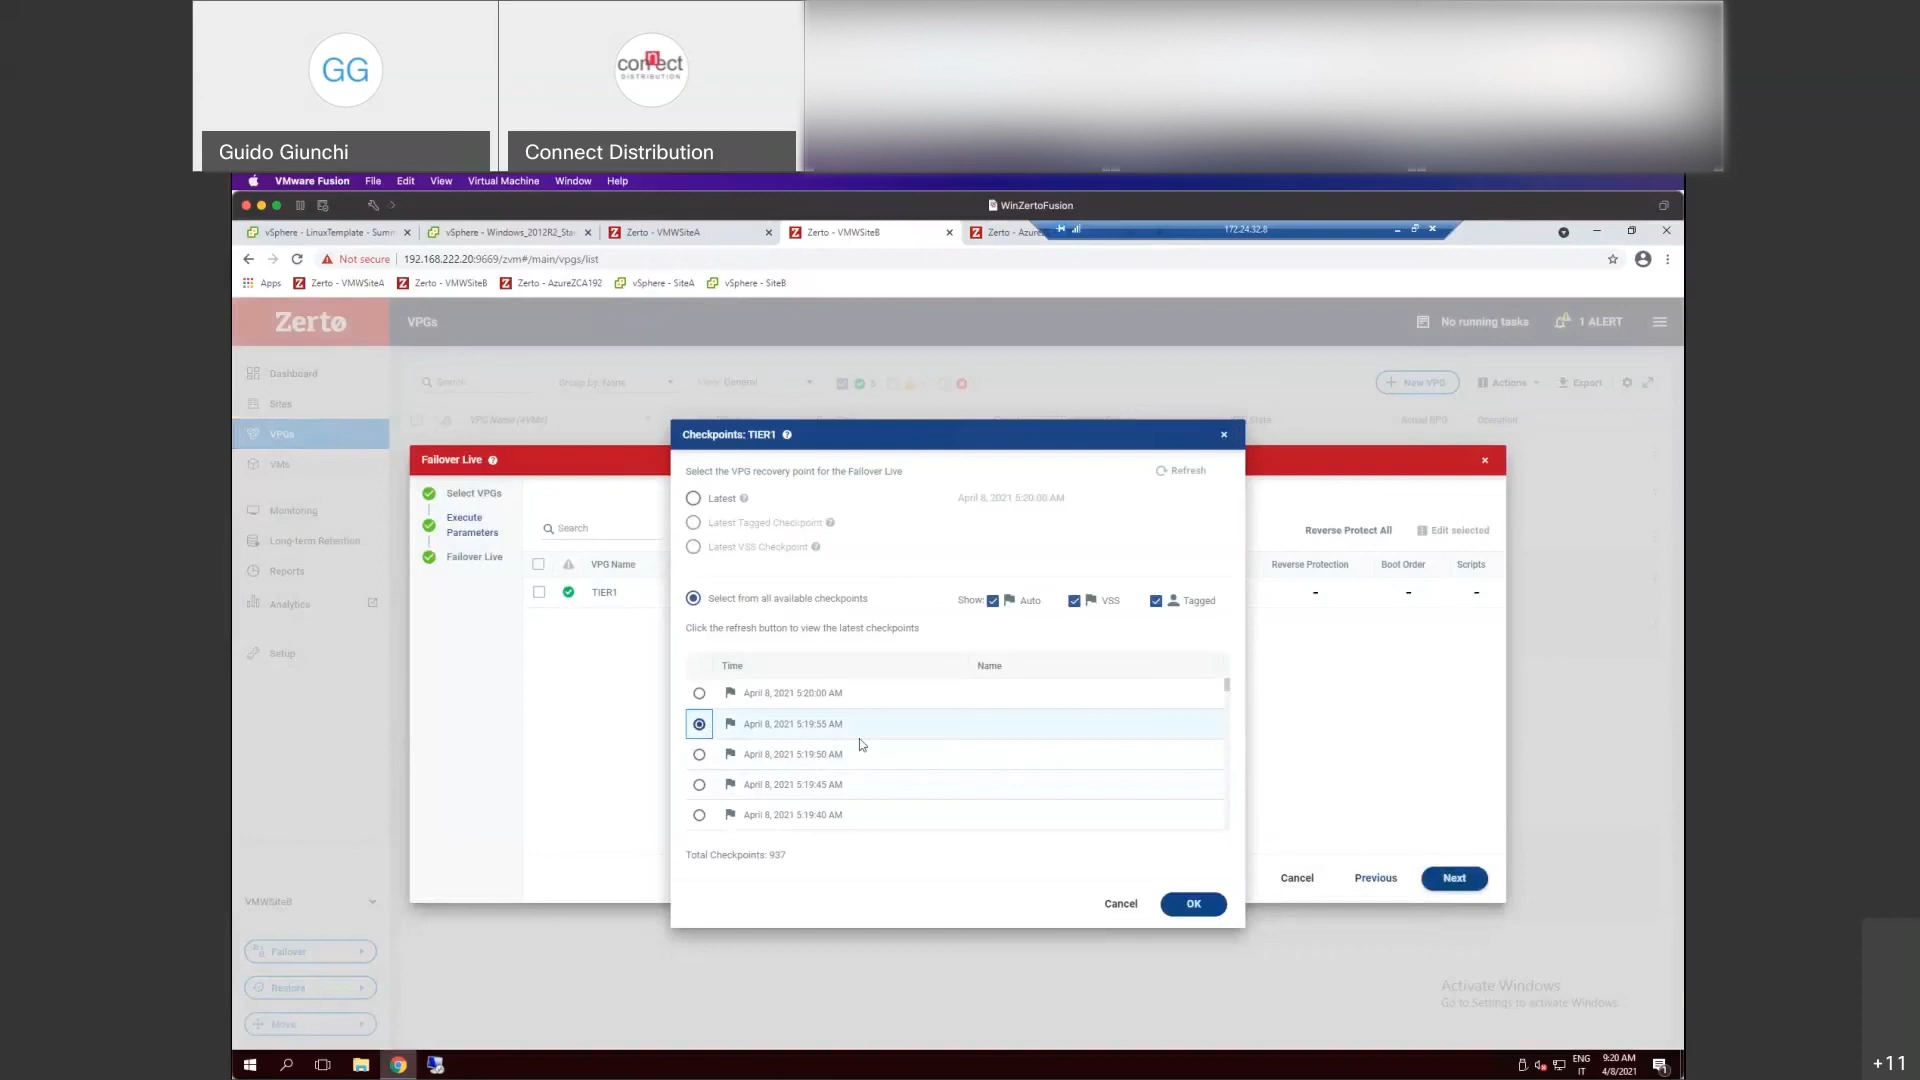 GG
connect
DISTRIBUTION
Guido Giunchi
Connect Distribution
VMware Fusion File Edit View Virtual Machine Window Help
WinZertoFusion
vSphere - LinuxTemplate - Summ
vSphere - Windows_2012R2_Sta
Zerto - VMWSiteA
Zerto - VMWSiteB
Zerto - Azure
172.24.32.8
Not secure 192.168.222.20:9669/zvm#/main/vpgs/list
Apps Zerto - VMWSiteA Zerto - VMWSiteB Zerto - AzureZCA192 vSphere - SiteA vSphere - SiteB
Zerto
VPGs
No running tasks
1 ALERT
Dashboard
Sites
VPGs
VMs
Monitoring
Long-term Retention
Reports
Analytics
Setup
VMWSiteB
Failover
Restore
Move
Search
Group by: None
View: General
5
New VPG
Actions
Export
VPG Name (#VMs)
State
Actual RPO
Operation
Failover Live
Select VPGs
Execute
Parameters
Failover Live
Search
VPG Name
TIER1
Reverse Protect All
Edit selected
Reverse Protection Boot Order Scripts
- - -
Cancel Previous Next
Checkpoints: TIER1
Select the VPG recovery point for the Failover Live
Refresh
Latest
April 8, 2021 5:20:00 AM
Latest Tagged Checkpoint
Latest VSS Checkpoint
Select from all available checkpoints
Show: Auto VSS Tagged
Click the refresh button to view the latest checkpoints
Time Name
April 8, 2021 5:20:00 AM
April 8, 2021 5:19:55 AM
April 8, 2021 5:19:50 AM
April 8, 2021 5:19:45 AM
April 8, 2021 5:19:40 AM
Total Checkpoints: 937
Cancel OK
Activate Windows
Go to Settings to activate Windows.
ENG
IT
9:20 AM
4/8/2021
+11